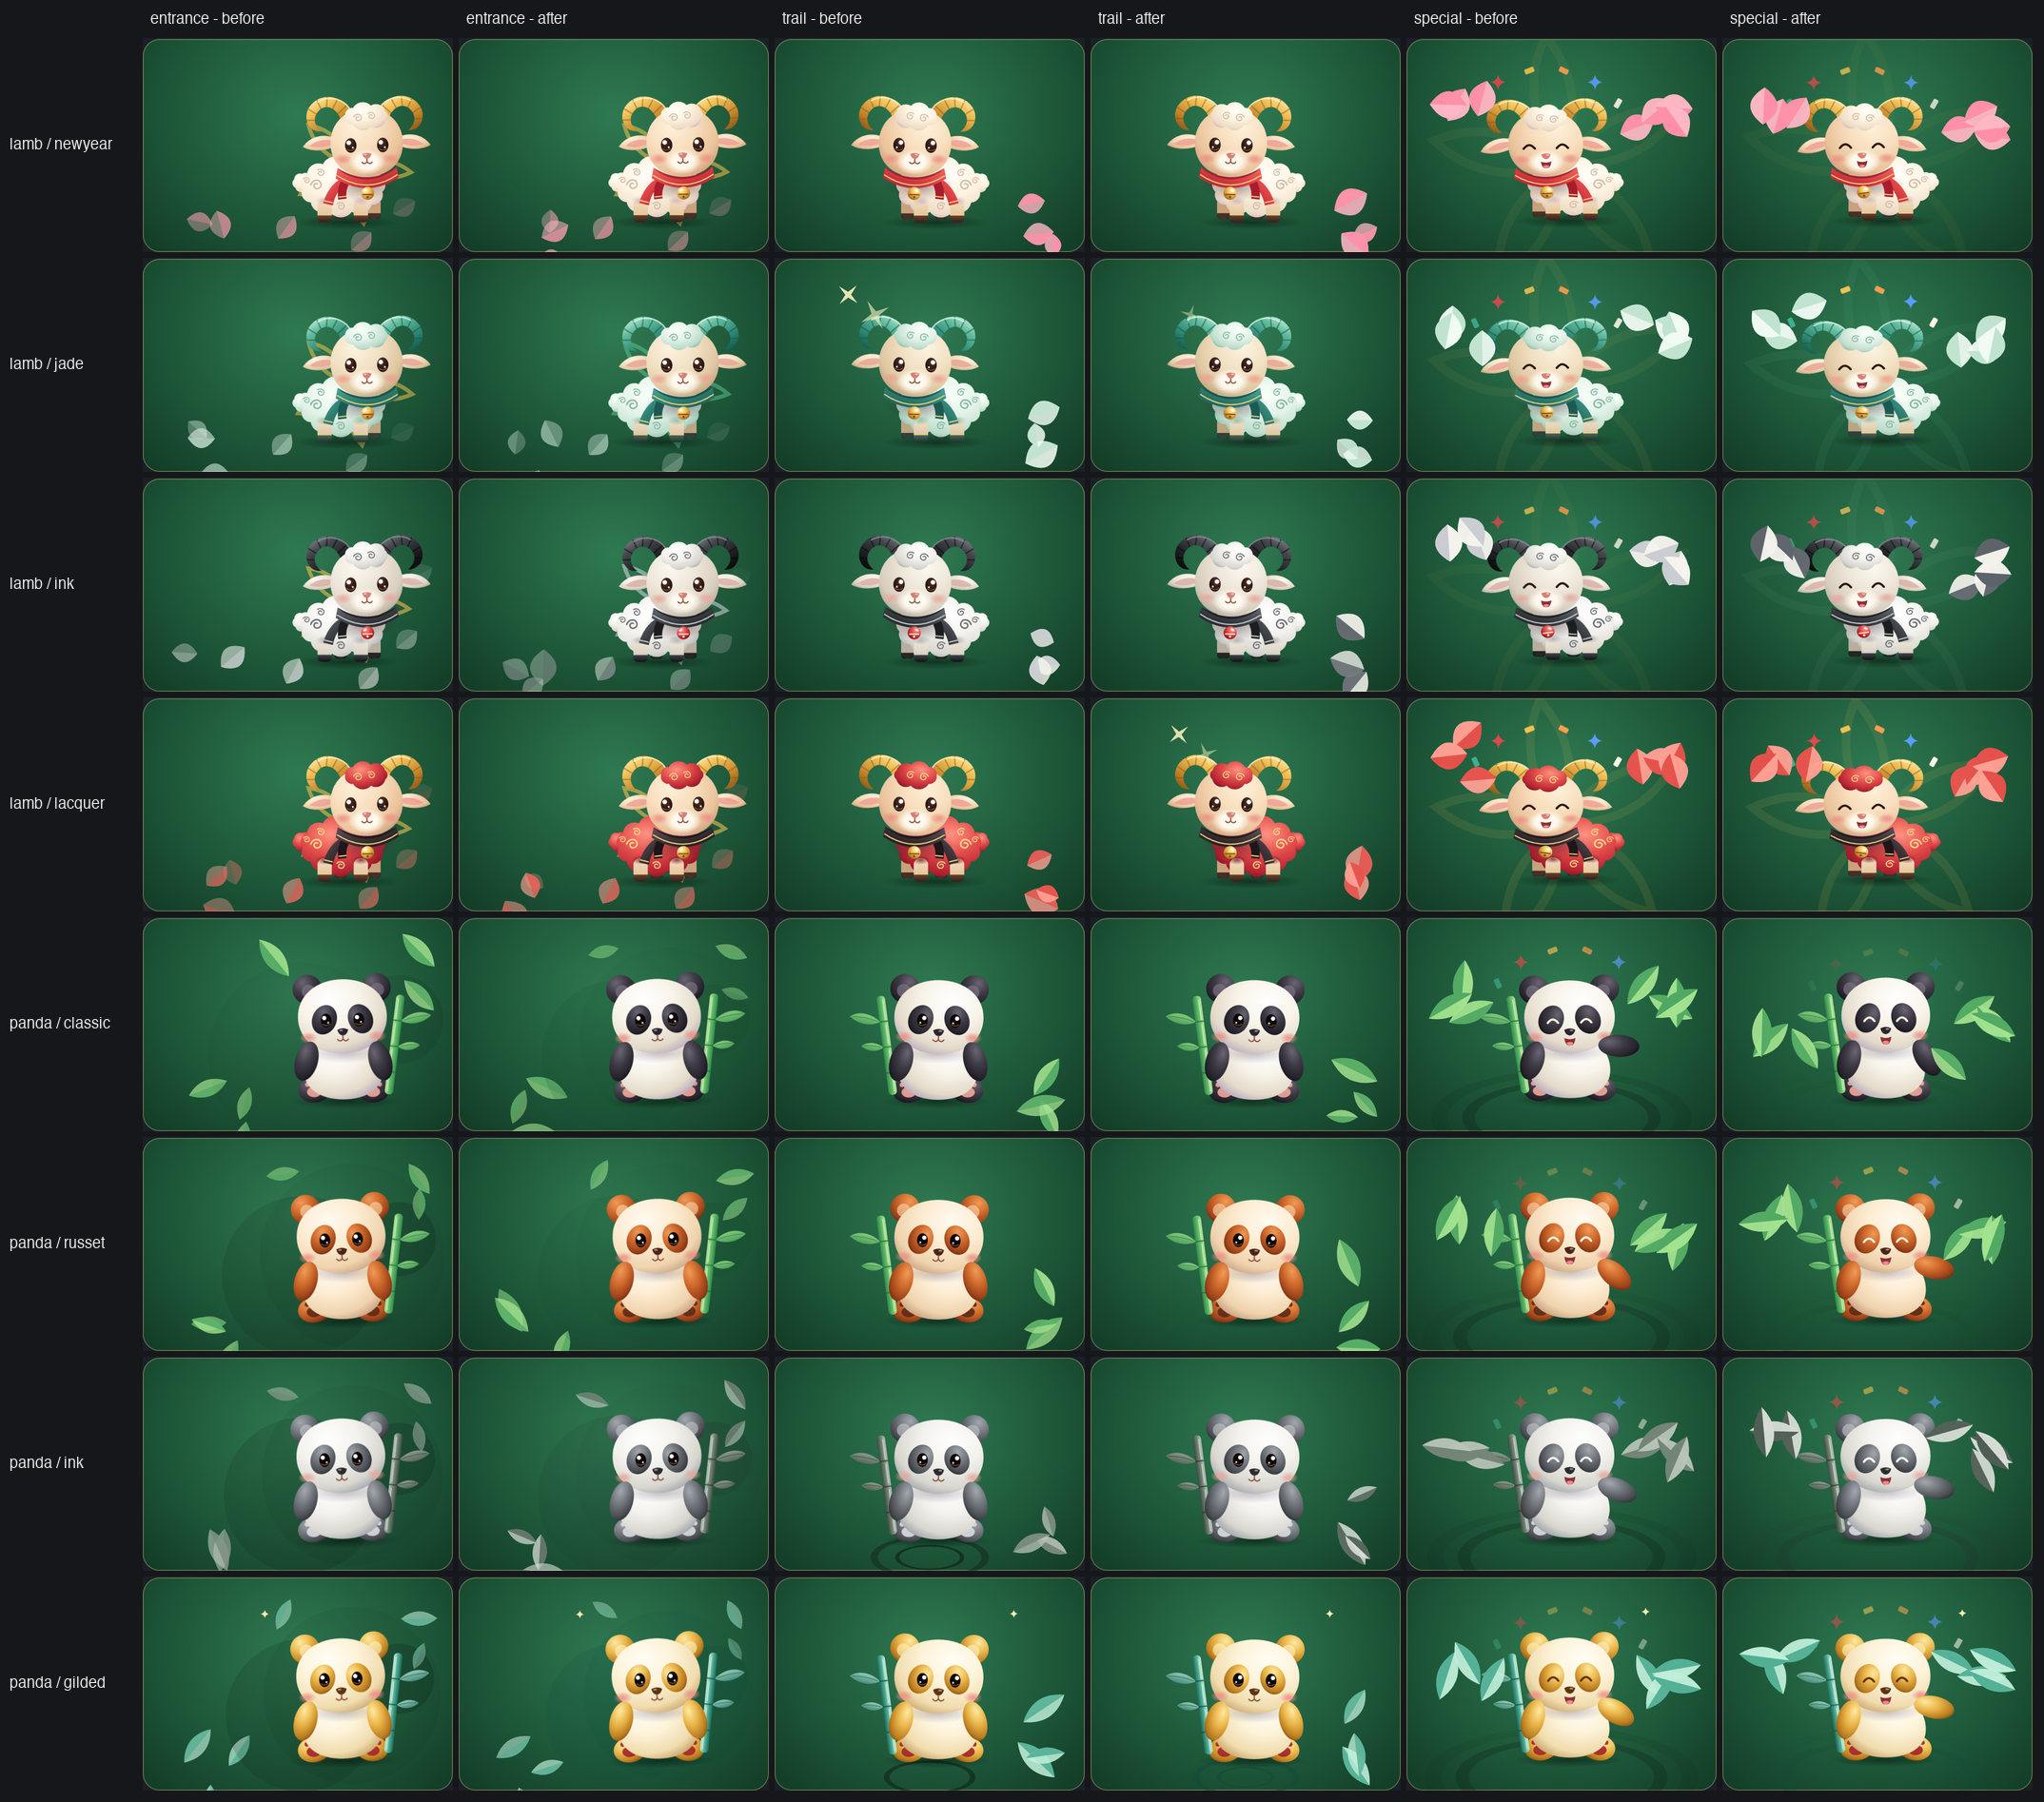 entrance - before
entrance - after
trail - before
trail - after
special - before
special - after
lamb / newyear
lamb / jade
lamb / ink
lamb / lacquer
panda / classic
panda / russet
panda / ink
panda / gilded